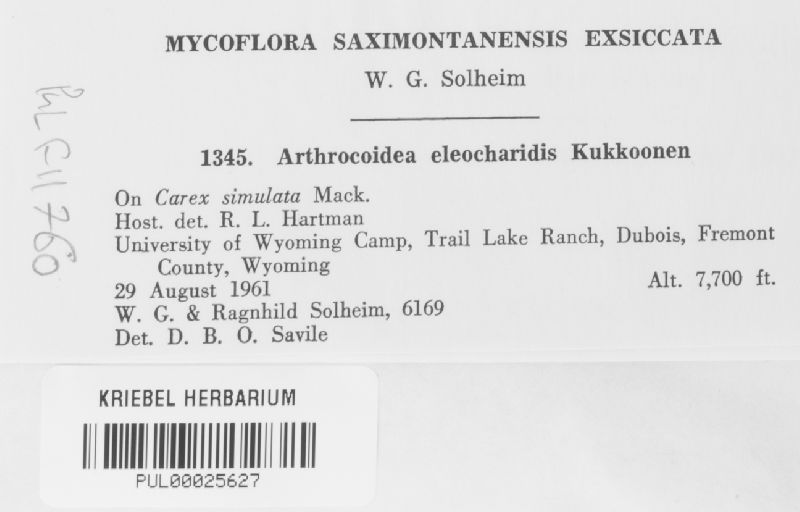 MYCOFLORA SAXIMONTANENSIS EXSICCATA
W. G. Solheim
1345. Arthrocoidea eleocharidis Kukkoonen
On Carex simulata Mack.
Host. det. R. L. Hartman
University of Wyoming Camp, Trail Lake Ranch, Dubois, Fremont
County, Wyoming
29 August 1961 Alt. 7,700 ft.
W. G. & Ragnhild Solheim, 6169
Det. D. B. O. Savile
PUL F11760
KRIEBEL HERBARIUM
PUL00025627